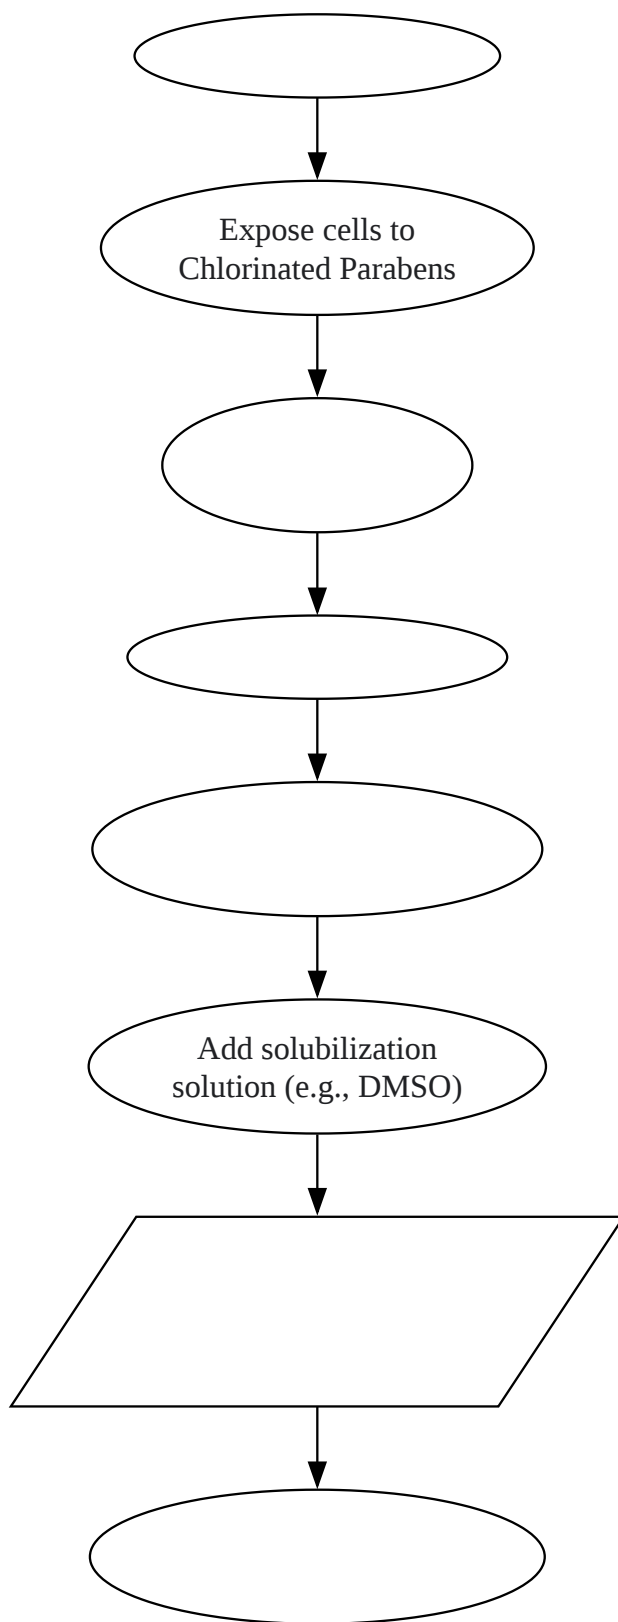 Expose cells to
Chlorinated Parabens
Add solubilization
solution (e.g., DMSO)